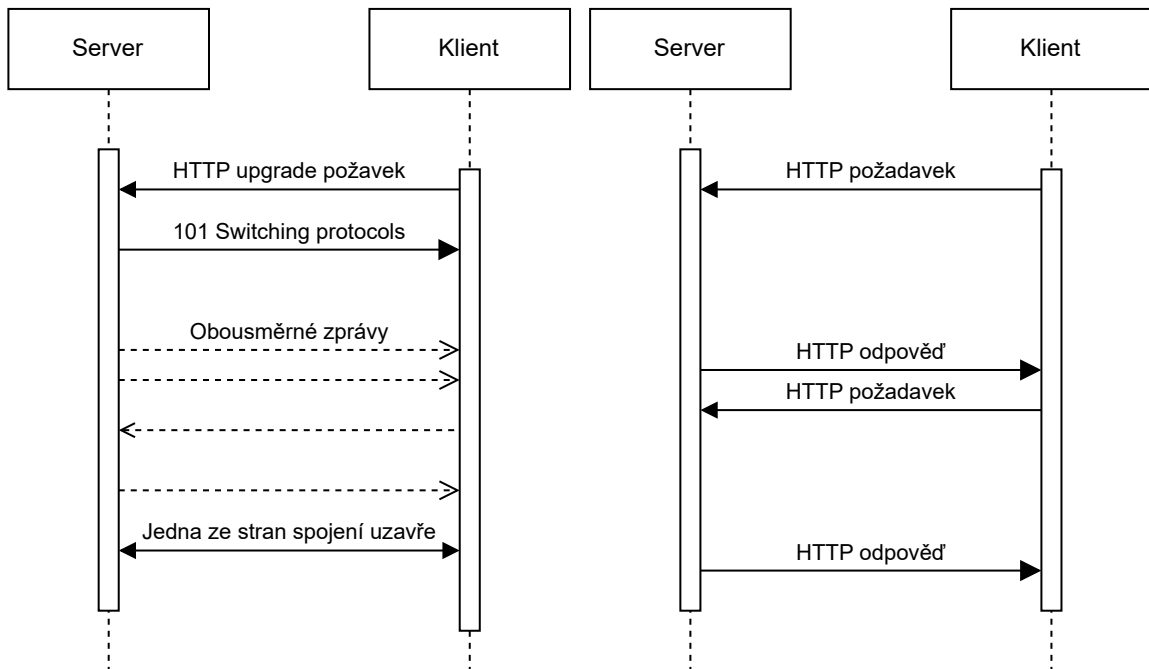 Server
Klient
Server
Klient
HTTP upgrade požavek
HTTP požadavek
101 Switching protocols
Obousměrné zprávy
HTTP odpověď
HTTP požadavek
Jedna ze stran spojení uzavře
HTTP odpověď